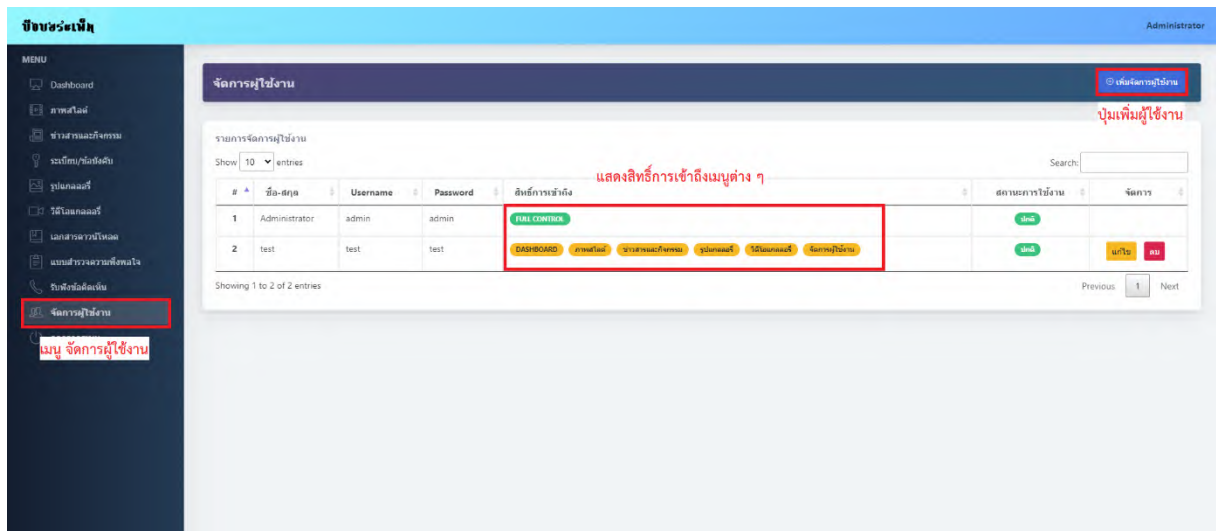 บึงบอระเพ็ด
Administrator
MENU
Dashboard
ภาพสไลด์
ข่าวสารและกิจกรรม
ระเบียบ/ข้อบังคับ
รูปแกลลอรี่
วิดีโอแกลลอรี่
เอกสารดาวน์โหลด
แบบสำรวจความพึงพอใจ
รับฟังข้อคิดเห็น
จัดการผู้ใช้งาน
เมนู จัดการผู้ใช้งาน
จัดการผู้ใช้งาน
เพิ่มจัดการผู้ใช้งาน
ปุ่มเพิ่มผู้ใช้งาน
รายการจัดการผู้ใช้งาน
Show 10 entries
Search:
แสดงสิทธิ์การเข้าถึงเมนูต่าง ๆ
# ชื่อ-สกุล Username Password สิทธิ์การเข้าถึง สถานะการใช้งาน จัดการ
1 Administrator admin admin FULL CONTROL ปกติ
2 test test test DASHBOARD ภาพสไลด์ ข่าวสารและกิจกรรม รูปแกลลอรี่ วิดีโอแกลลอรี่ จัดการผู้ใช้งาน ปกติ แก้ไข ลบ
Showing 1 to 2 of 2 entries
Previous 1 Next